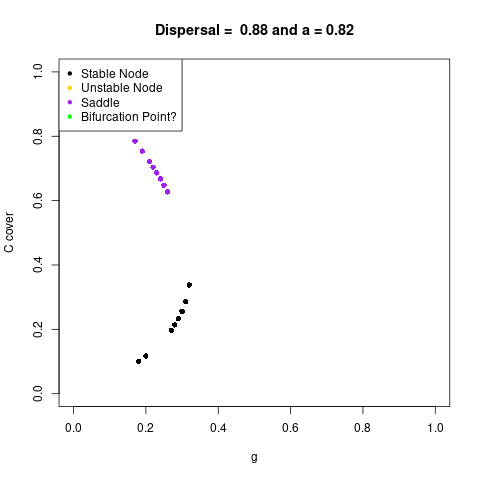 Dispersal =  0.88 and a = 0.82
Stable Node
Unstable Node
Saddle
Bifurcation Point?
C cover
1.0
0.8
0.6
0.4
0.2
0.0
0.0 0.2 0.4 0.6 0.8 1.0
g